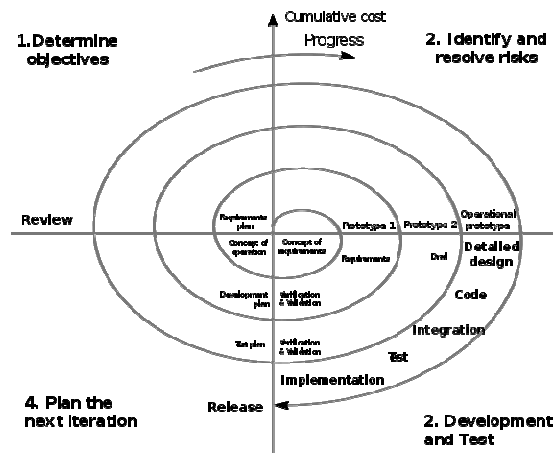 Cumulative cost
Progress
1.Determine
objectives
2. Identify and
resolve risks
Review
Requirements
plan
Prototype 1
Prototype 2
Operational
prototype
Concept of
operation
Concept of
requirements
Requirements
Detailed
design
Development
plan
Verification
& Validation
Code
Integration
Test plan
Verification
& Validation
Test
Implementation
4. Plan the
next iteration
Release
2. Development
and Test